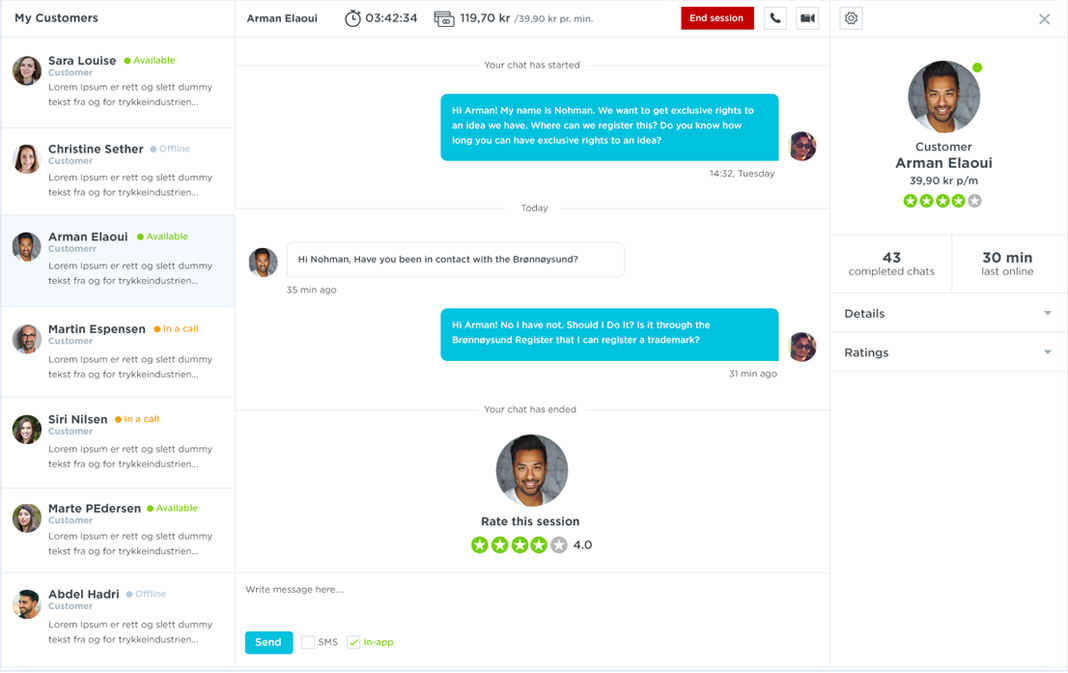 My Customers
Sara Louise Available
Customer
Lorem Ipsum er rett og slett dummy
tekst fra og for trykkeindustrien...
Christine Sether Offline
Customer
Lorem Ipsum er rett og slett dummy
tekst fra og for trykkeindustrien...
Arman Elaoui Available
Customerr
Lorem Ipsum er rett og slett dummy
tekst fra og for trykkeindustrien...
Martin Espensen In a call
Customer
Lorem Ipsum er rett og slett dummy
tekst fra og for trykkeindustrien...
Siri Nilsen In a call
Customer
Lorem Ipsum er rett og slett dummy
tekst fra og for trykkeindustrien...
Marte PEdersen Available
Customer
Lorem Ipsum er rett og slett dummy
tekst fra og for trykkeindustrien...
Abdel Hadri Offline
Customer
Lorem Ipsum er rett og slett dummy
tekst fra og for trykkeindustrien...
Arman Elaoui 03:42:34 119,70 kr /39,90 kr pr. min. End session
Your chat has started
Hi Arman! My name is Nohman. We want to get exclusive rights to
an idea we have. Where can we register this? Do you know how
long you can have exclusive rights to an idea?
14:32, Tuesday
Today
Hi Nohman, Have you been in contact with the Brønnøysund?
35 min ago
Hi Arman! No I have not. Should I Do It? Is it through the
Brønnøysund Register that I can register a trademark?
31 min ago
Your chat has ended
Rate this session
4.0
Write message here....
Send SMS In-app
Customer
Arman Elaoui
39,90 kr p/m
43
completed chats
30 min
last online
Details
Ratings